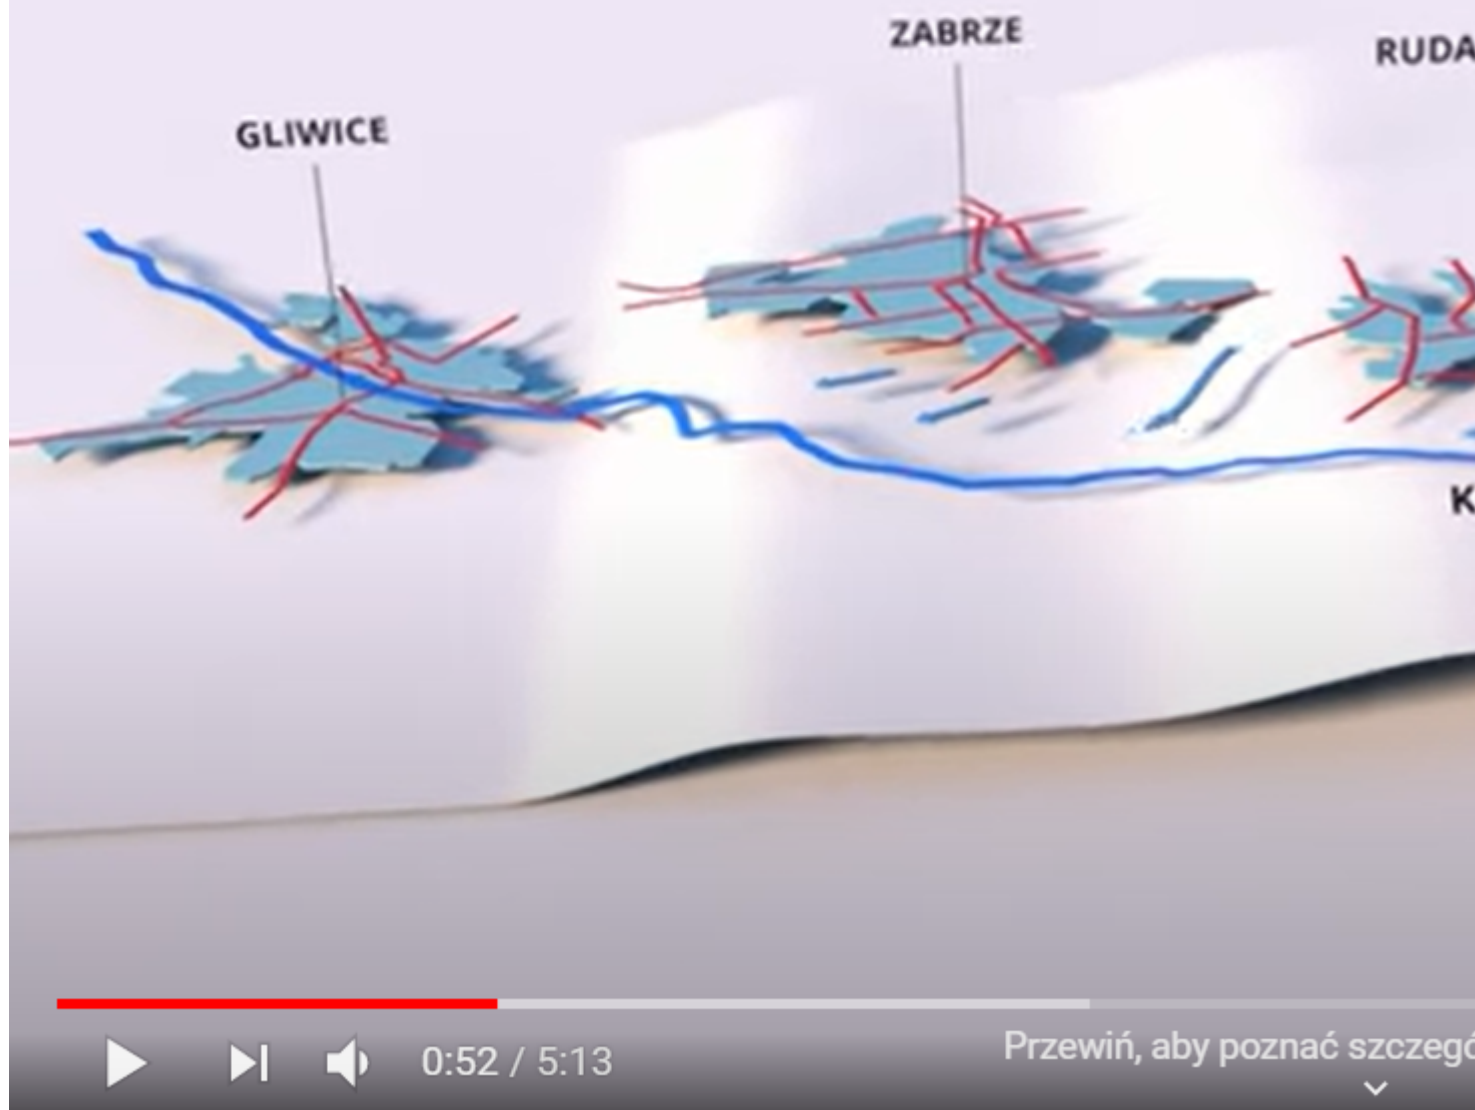 ZABRZE
RUDA
GLIWICE
K
0:52 / 5:13
Przewiń, aby poznać szczegó